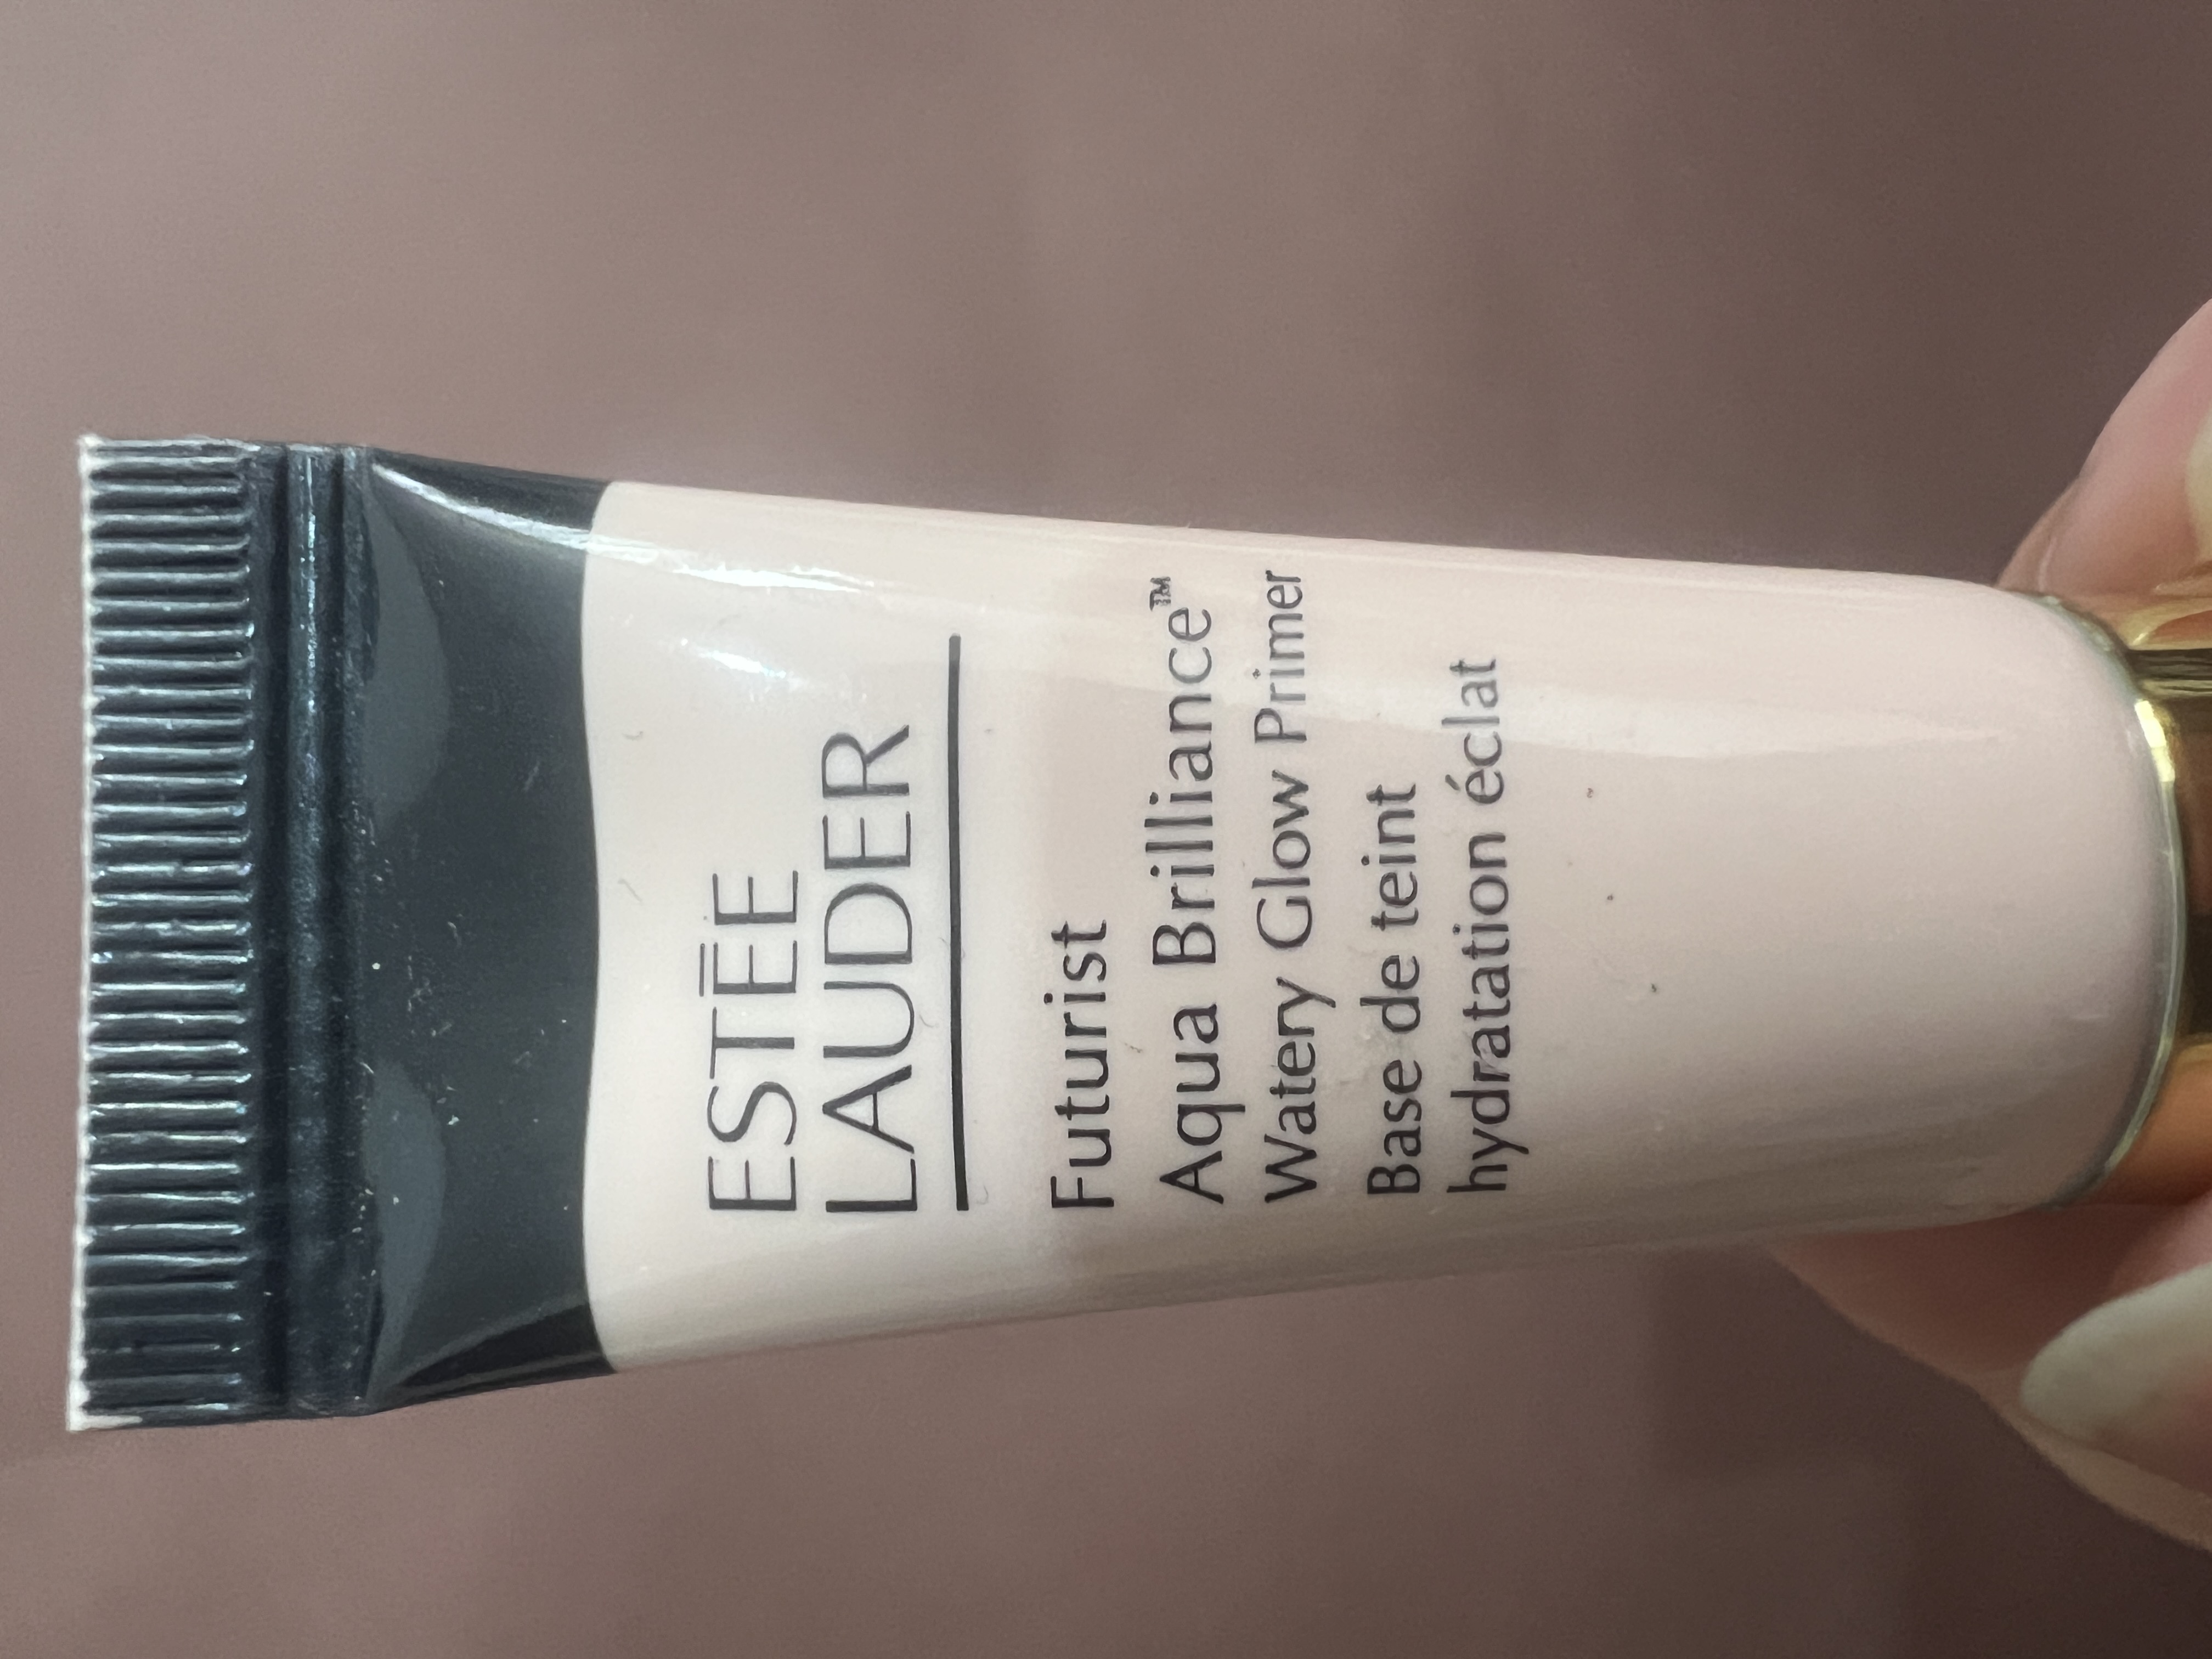 ESTĒE
LAUDER
Futurist
Aqua Brilliance™
Watery Glow Primer
Base de teint
hydratation éclat